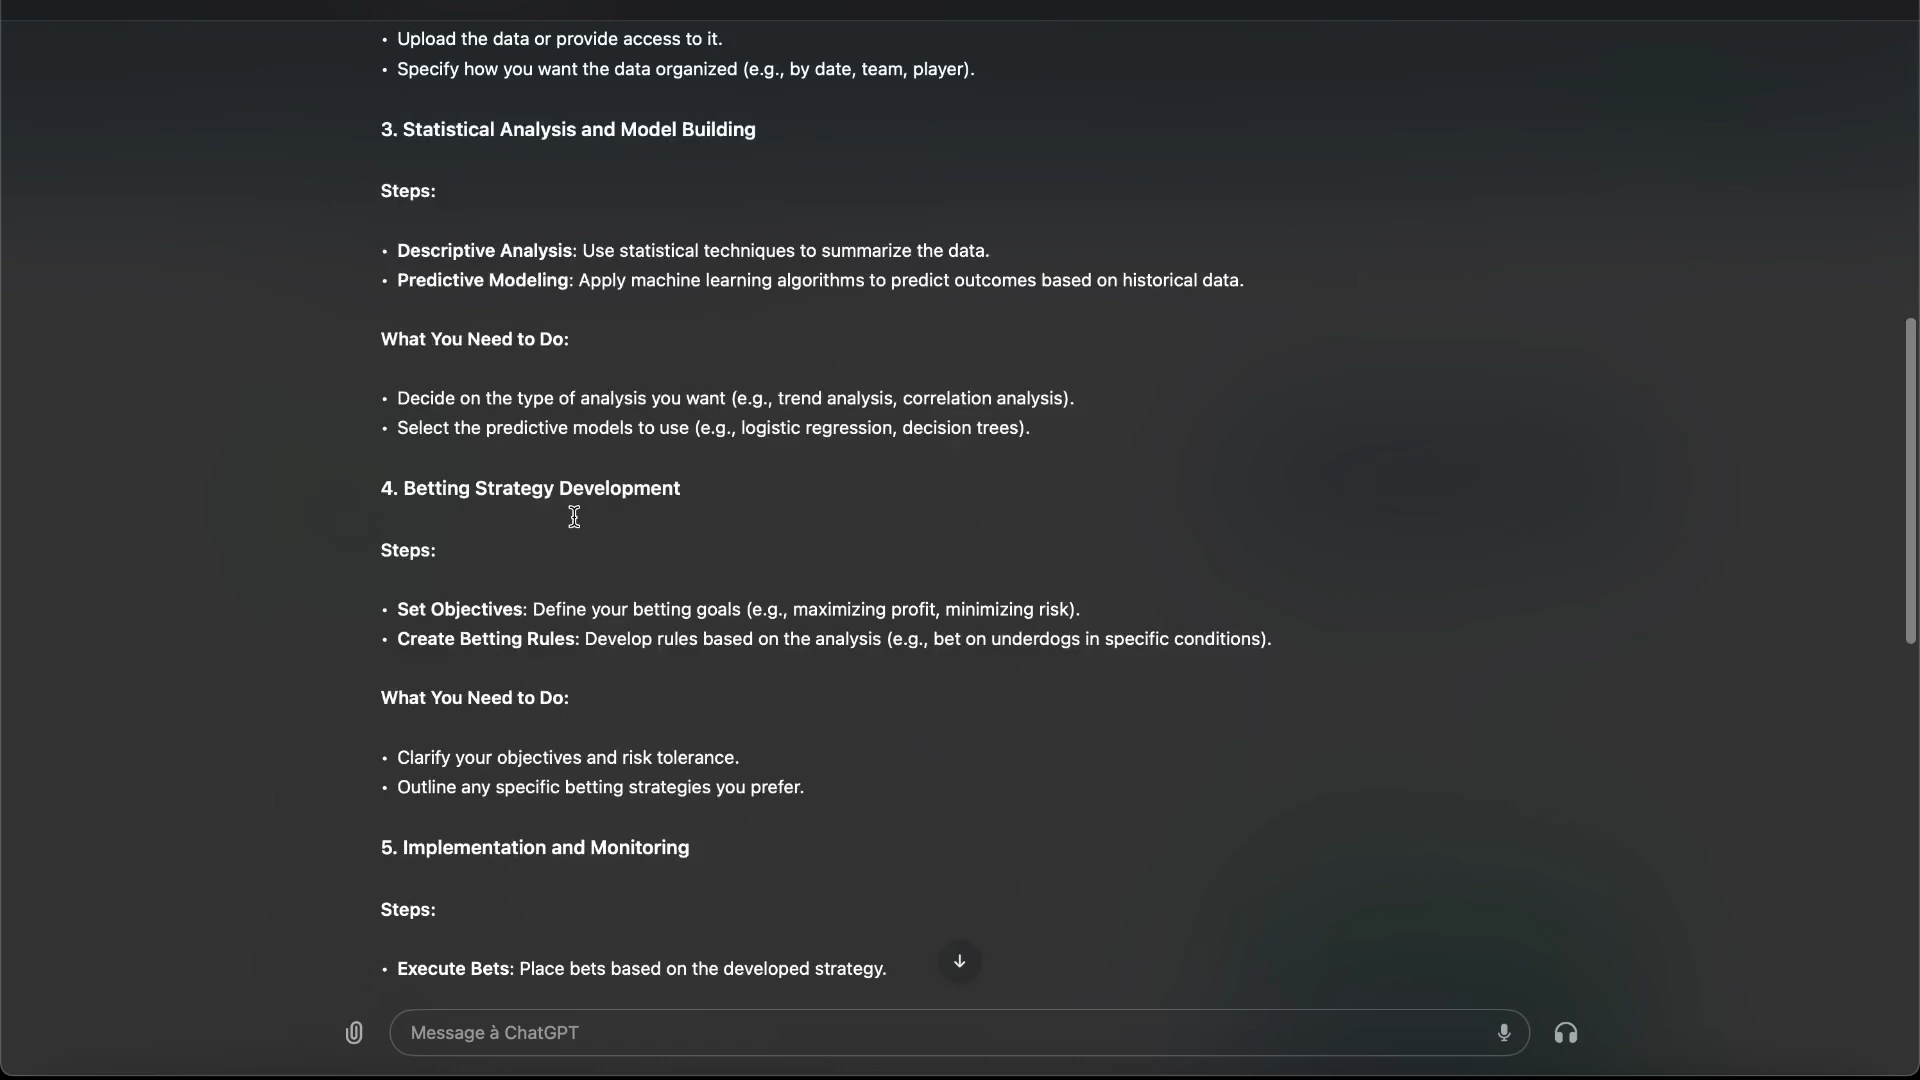 • Upload the data or provide access to it.
• Specify how you want the data organized (e.g., by date, team, player).
3. Statistical Analysis and Model Building
Steps:
• Descriptive Analysis: Use statistical techniques to summarize the data.
• Predictive Modeling: Apply machine learning algorithms to predict outcomes based on historical data.
What You Need to Do:
• Decide on the type of analysis you want (e.g., trend analysis, correlation analysis).
• Select the predictive models to use (e.g., logistic regression, decision trees).
4. Betting Strategy Development
Steps:
• Set Objectives: Define your betting goals (e.g., maximizing profit, minimizing risk).
• Create Betting Rules: Develop rules based on the analysis (e.g., bet on underdogs in specific conditions).
What You Need to Do:
• Clarify your objectives and risk tolerance.
• Outline any specific betting strategies you prefer.
5. Implementation and Monitoring
Steps:
• Execute Bets: Place bets based on the developed strategy.
Message à ChatGPT